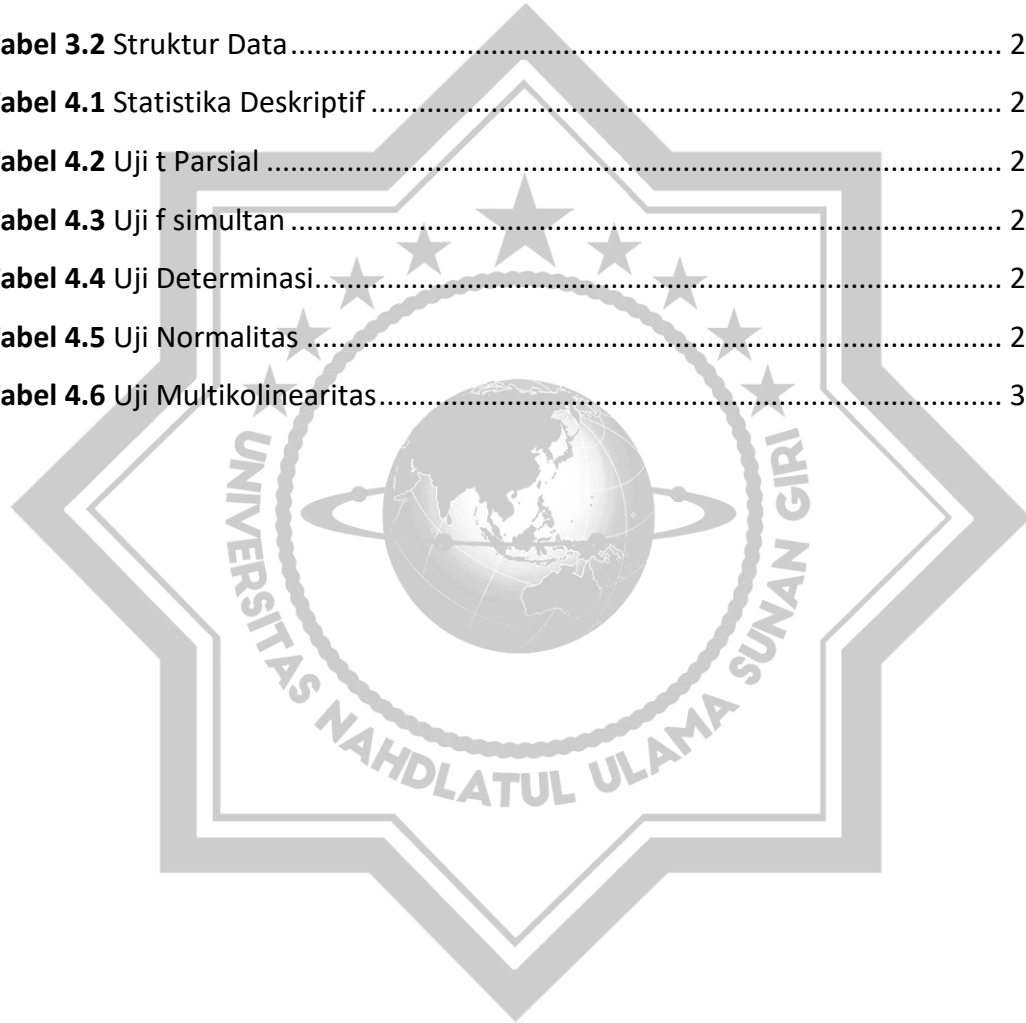 abel 3.2 Struktur Data.......................................................................................... 2
abel 4.1 Statistika Deskriptif .............................................................................. 2
abel 4.2 Uji t Parsial ............................................................................................. 2
abel 4.3 Uji f simultan .......................................................................................... 2
abel 4.4 Uji Determinasi...................................................................................... 2
abel 4.5 Uji Normalitas ........................................................................................ 2
abel 4.6 Uji Multikolinearitas.............................................................................. 3
UNIVERSITAS NAHDLATUL ULAMA SUNAN GIRI